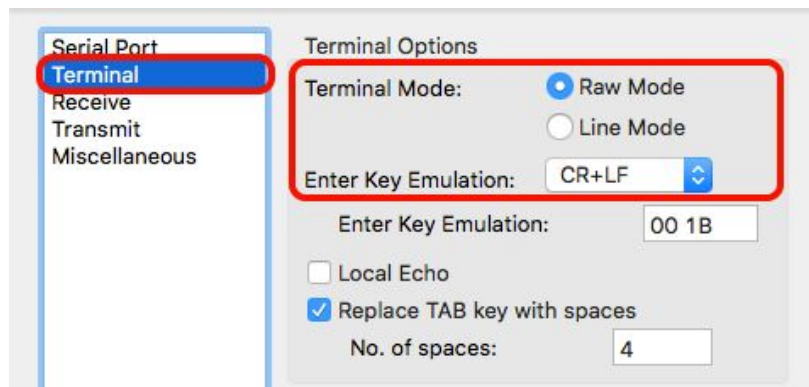 Serial Port
Terminal
Receive
Transmit
Miscellaneous
Terminal Options
Terminal Mode:
Raw Mode
Line Mode
Enter Key Emulation:
CR+LF
Enter Key Emulation:
00 1B
Local Echo
Replace TAB key with spaces
No. of spaces:
4